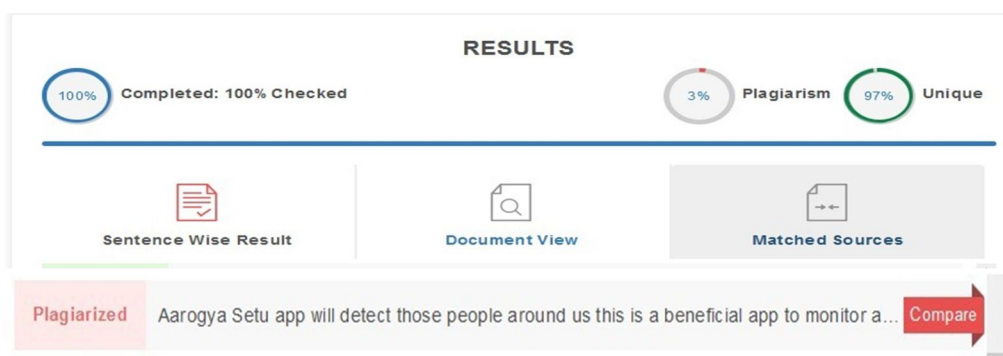 RESULTS
100% Completed: 100% Checked 3% Plagiarism 97% Unique
Sentence Wise Result Document View Matched Sources
Plagiarized Aarogya Setu app will detect those people around us this is a beneficial app to monitor a... Compare